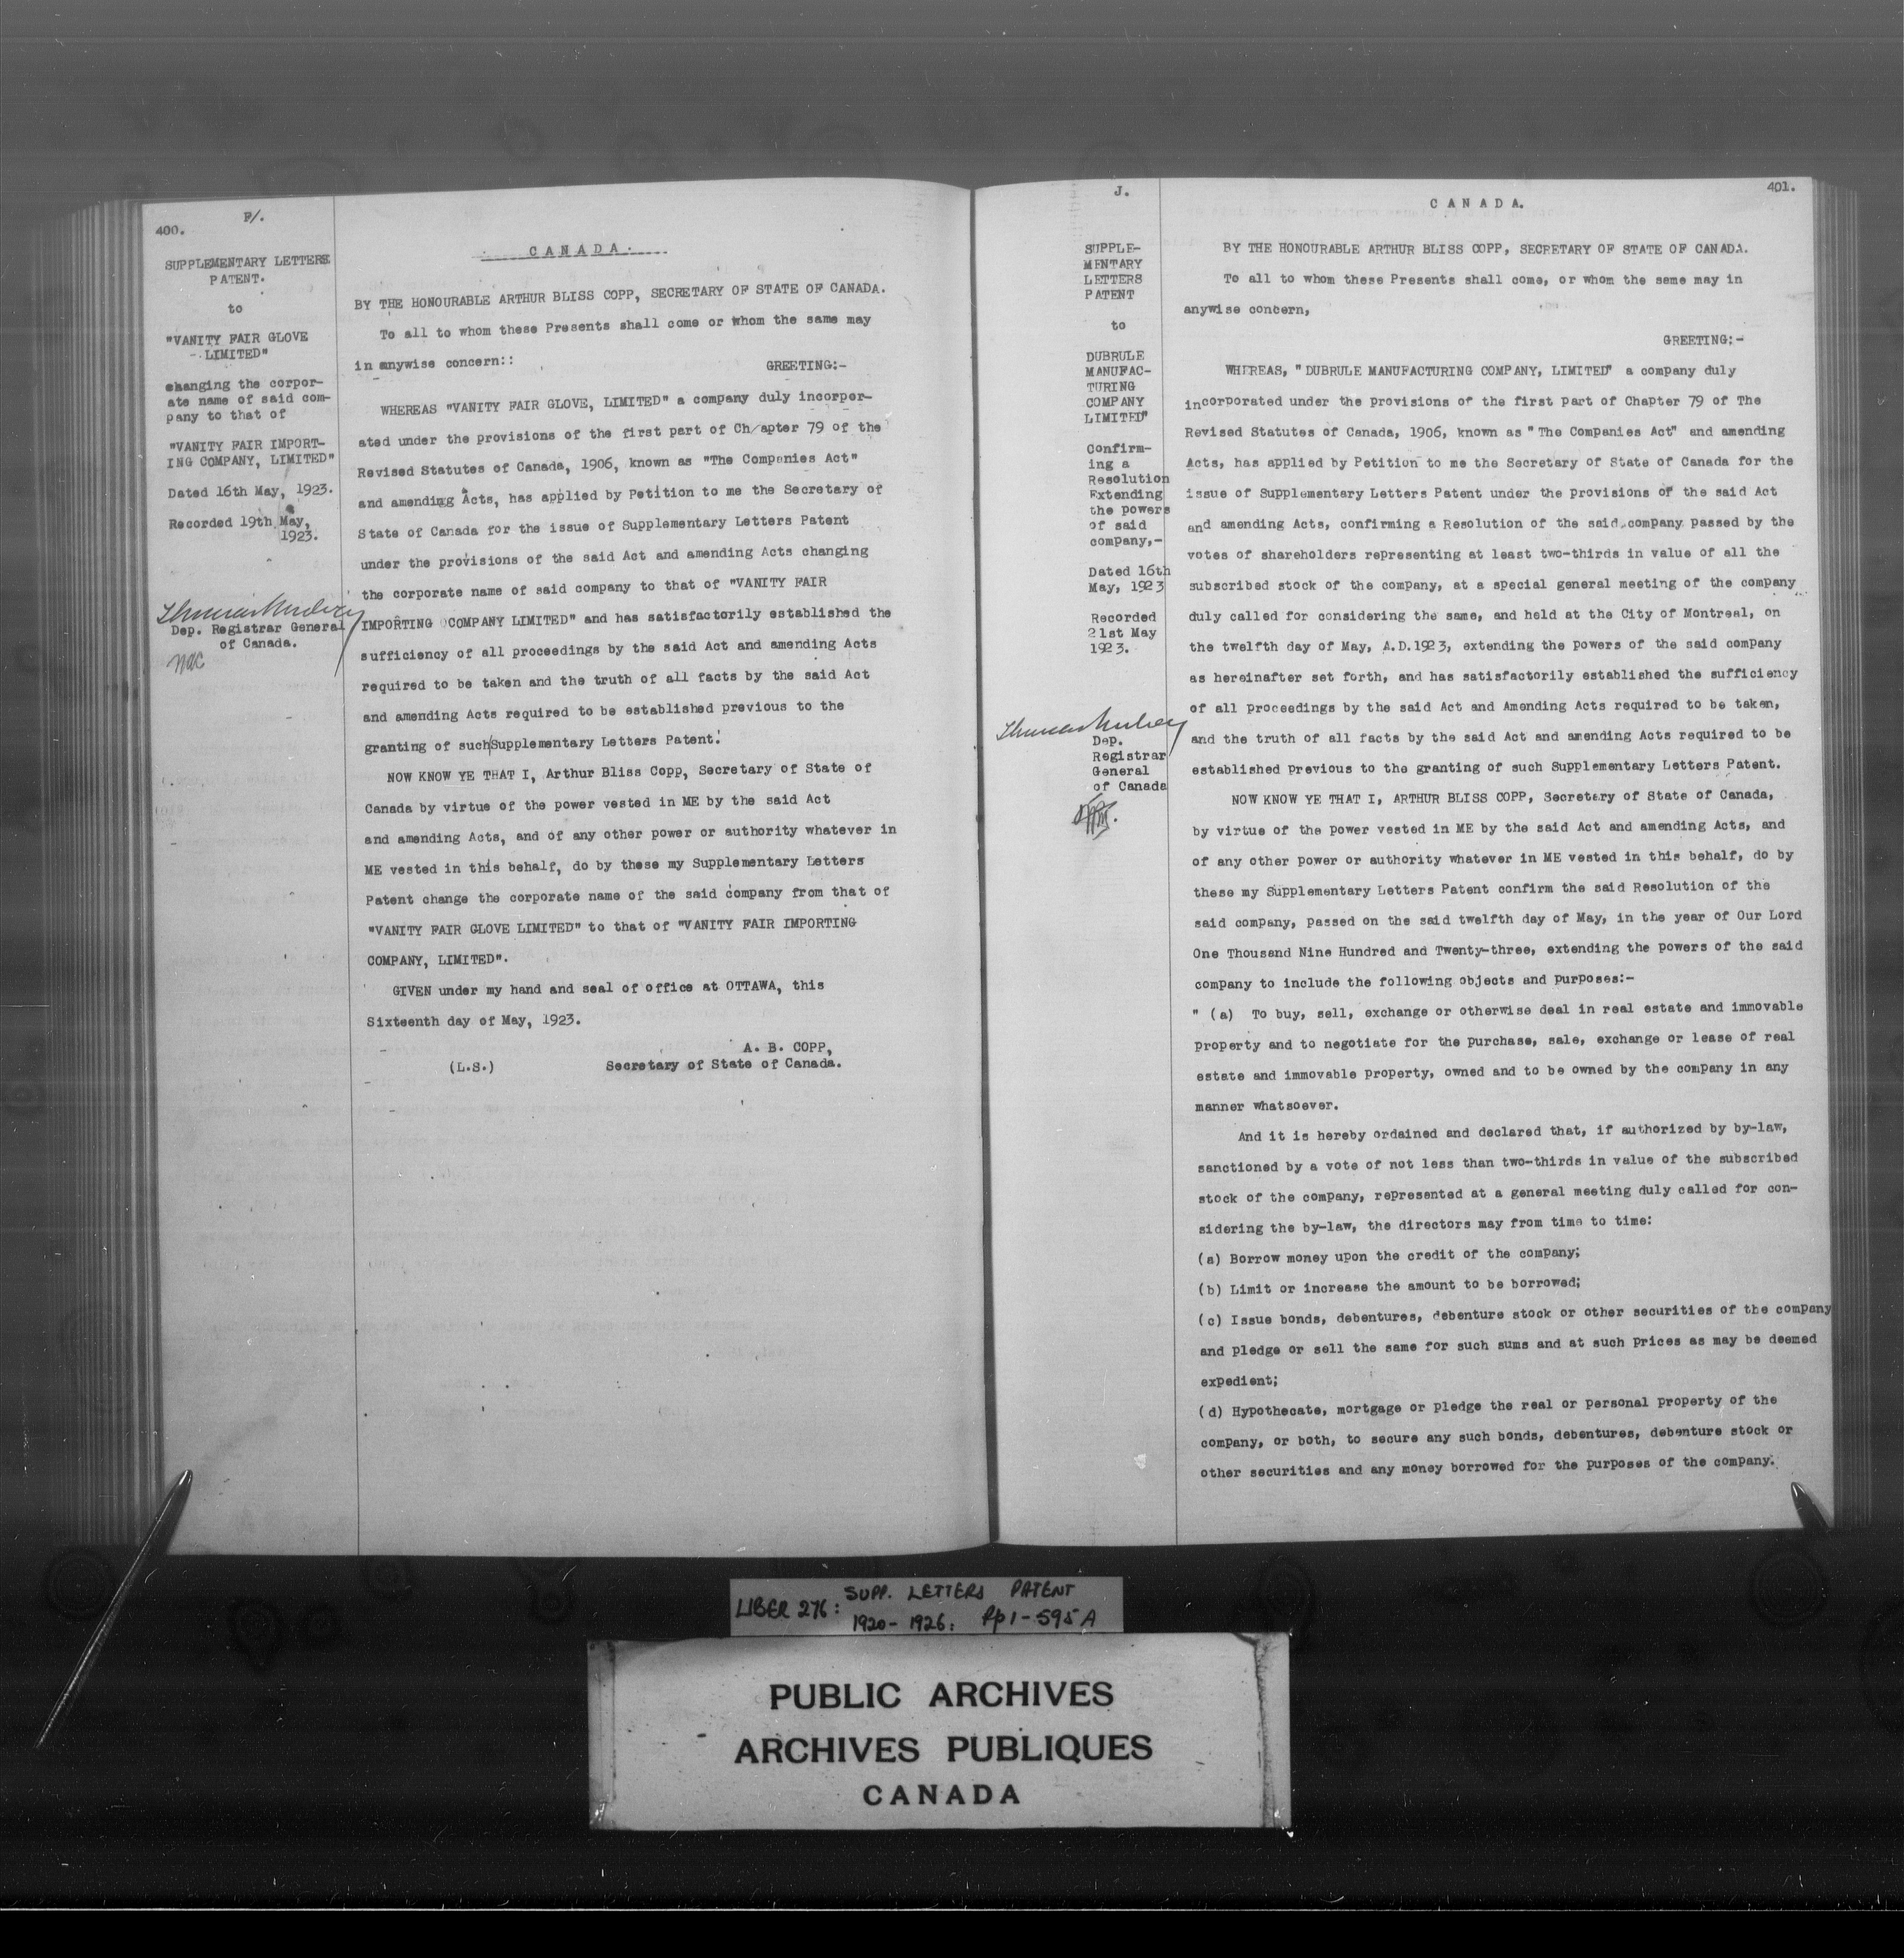 400.
F/.
SUPPLEMENTARY LETTERS
PATENT.
to
"VANITY FAIR GLOVE
LIMITED"
changing the corpor-
ate name of said com-
pany to that of
"VANITY FAIR IMPORT-
ING COMPANY, LIMITED"
Dated 16th May, 1923.
Recorded 19th May,
1923.
Dep. Registrar General
of Canada.
C A N A D A.
BY THE HONOURABLE ARTHUR BLISS COPP, SECRETARY OF STATE OF CANADA.
To all to whom these Presents shall come or whom the same may
in anywise concern::
GREETING:-
WHEREAS "VANITY FAIR GLOVE, LIMITED" a company duly incorpor-
ated under the provisions of the first part of Ch/apter 79 of the
Revised Statutes of Canada, 1906, known as "The Companies Act"
and amending Acts, has applied by Petition to me the Secretary of
State of Canada for the issue of Supplementary Letters Patent
under the provisions of the said Act and amending Acts changing
the corporate name of said company to that of "VANITY FAIR
IMPORTING COMPANY LIMITED" and has satisfactorily established the
sufficiency of all proceedings by the said Act and amending Acts
required to be taken and the truth of all facts by the said Act
and amending Acts required to be established previous to the
granting of such/Supplementary Letters Patent.
NOW KNOW YE THAT I, Arthur Bliss Copp, Secretary of State of
Canada by virtue of the power vested in ME by the said Act
and amending Acts, and of any other power or authority whatever in
ME vested in this behalf, do by these my Supplementary Letters
Patent change the corporate name of the said company from that of
"VANITY FAIR GLOVE LIMITED" to that of "VANITY FAIR IMPORTING
COMPANY, LIMITED".
GIVEN under my hand and seal of office at OTTAWA, this
Sixteenth day of May, 1923.
A. B. COPP,
(L.S.) Secretary of State of Canada.
J.
401.
SUPPLE-
MENTARY
LETTERS
PATENT
to
DUBRULE
MANUFAC-
TURING
COMPANY
LIMITED"
Confirm-
ing a
Resolution
Extending
the powers
of said
company,-
Dated 16th
May, 1923
Recorded
21st May
1923.
Dep.
Registrar
General
of Canada
C A N A D A.
BY THE HONOURABLE ARTHUR BLISS COPP, SECRETARY OF STATE OF CANADA.
To all to whom these Presents shall come, or whom the same may in
anywise concern,
GREETING:-
WHEREAS, "DUBRULE MANUFACTURING COMPANY, LIMITED" a company duly
incorporated under the provisions of the first part of Chapter 79 of The
Revised Statutes of Canada, 1906, known as "The Companies Act" and amending
Acts, has applied by Petition to me the Secretary of State of Canada for the
issue of Supplementary Letters Patent under the provisions of the said Act
and amending Acts, confirming a Resolution of the said company passed by the
votes of shareholders representing at least two-thirds in value of all the
subscribed stock of the company, at a special general meeting of the company
duly called for considering the same, and held at the City of Montreal, on
the twelfth day of May, A.D.1923, extending the powers of the said company
as hereinafter set forth, and has satisfactorily established the sufficiency
of all proceedings by the said Act and Amending Acts required to be taken,
and the truth of all facts by the said Act and amending Acts required to be
established previous to the granting of such Supplementary Letters Patent.
NOW KNOW YE THAT I, ARTHUR BLISS COPP, Secretary of State of Canada,
by virtue of the power vested in ME by the said Act and amending Acts, and
of any other power or authority whatever in ME vested in this behalf, do by
these my Supplementary Letters Patent confirm the said Resolution of the
said company, passed on the said twelfth day of May, in the year of Our Lord
One Thousand Nine Hundred and Twenty-three, extending the powers of the said
company to include the following objects and purposes:-
" (a) To buy, sell, exchange or otherwise deal in real estate and immovable
property and to negotiate for the purchase, sale, exchange or lease of real
estate and immovable property, owned and to be owned by the company in any
manner whatsoever.
And it is hereby ordained and declared that, if authorized by by-law,
sanctioned by a vote of not less than two-thirds in value of the subscribed
stock of the company, represented at a general meeting duly called for con-
sidering the by-law, the directors may from time to time:
(a) Borrow money upon the credit of the company;
(b) Limit or increase the amount to be borrowed;
(c) Issue bonds, debentures, debenture stock or other securities of the company
and pledge or sell the same for such sums and at such prices as may be deemed
expedient;
(d) Hypothecate, mortgage or pledge the real or personal property of the
company, or both, to secure any such bonds, debentures, debenture stock or
other securities and any money borrowed for the purposes of the company.
LIBER 276: SUPP. LETTERS PATENT
1920-1926: Pp 1-595A
PUBLIC ARCHIVES
ARCHIVES PUBLIQUES
CANADA